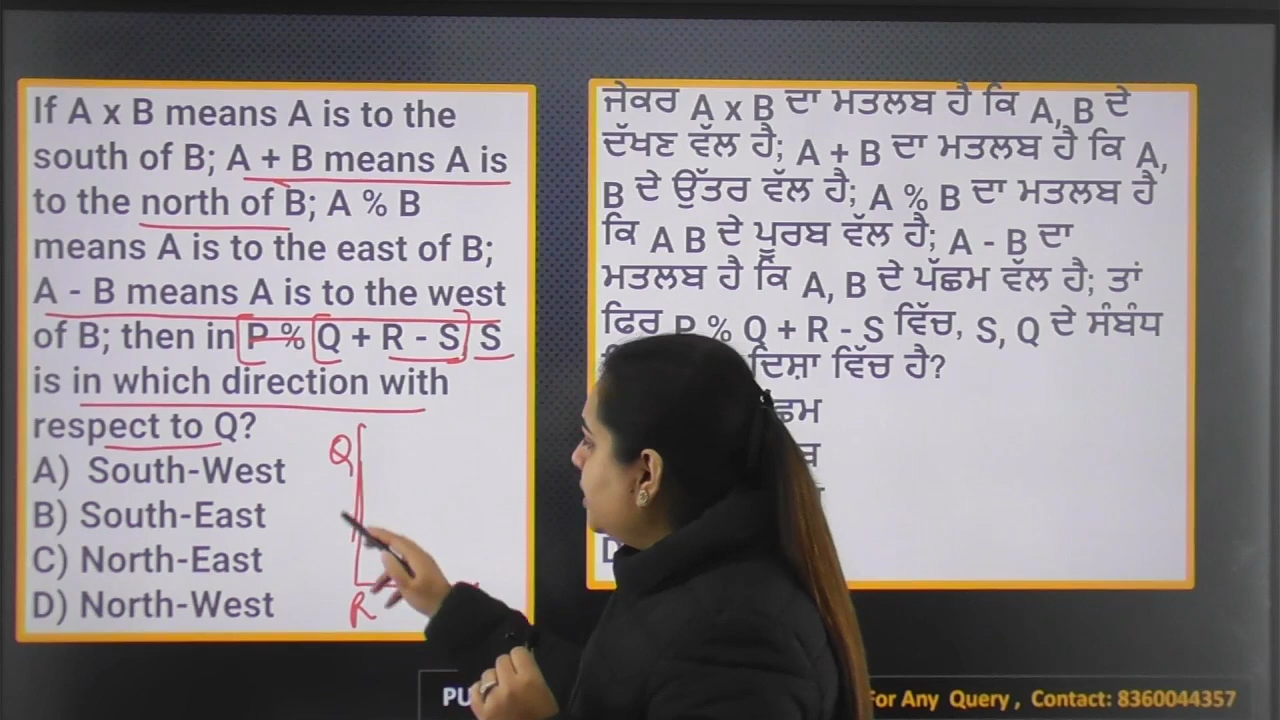 If A x B means A is to the
south of B; A + B means A is
to the north of B; A % B
means A is to the east of B;
A - B means A is to the west
of B; then in P % Q + R - S, S
is in which direction with
respect to Q?
A) South-West
B) South-East
C) North-East
D) North-West
Q
R
ਜੇਕਰ A x B ਦਾ ਮਤਲਬ ਹੈ ਕਿ A, B ਦੇ
ਦੱਖਣ ਵੱਲ ਹੈ; A + B ਦਾ ਮਤਲਬ ਹੈ ਕਿ A,
B ਦੇ ਉੱਤਰ ਵੱਲ ਹੈ; A % B ਦਾ ਮਤਲਬ ਹੈ
ਕਿ A B ਦੇ ਪੂਰਬ ਵੱਲ ਹੈ; A - B ਦਾ
ਮਤਲਬ ਹੈ ਕਿ A, B ਦੇ ਪੱਛਮ ਵੱਲ ਹੈ; ਤਾਂ
ਫਿਰ P % Q + R - S ਵਿੱਚ, S, Q ਦੇ ਸੰਬੰਧ
ਦਿਸ਼ਾ ਵਿੱਚ ਹੈ?
PU
For Any Query , Contact: 8360044357